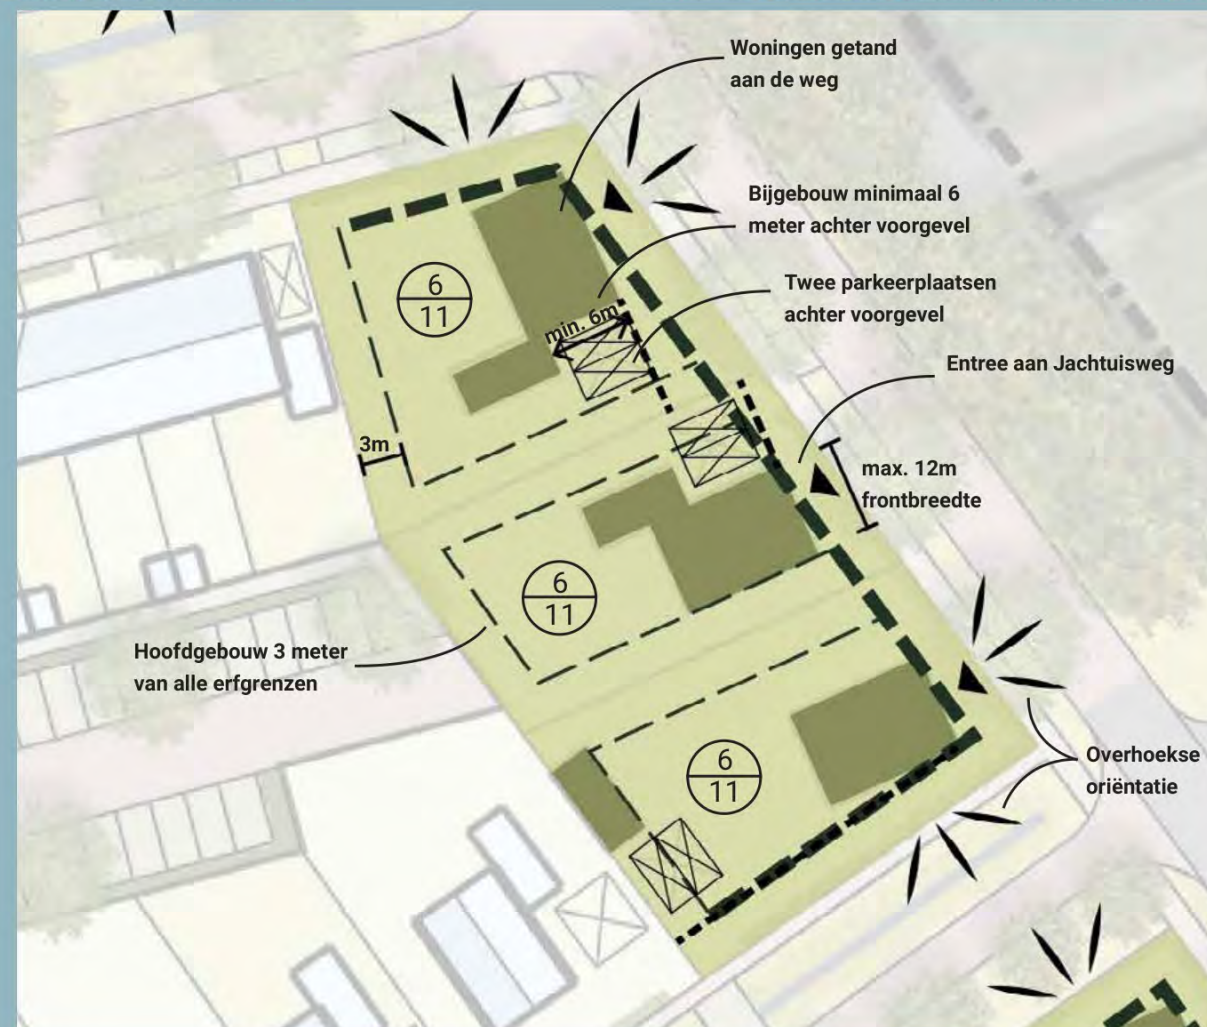 Woningen getand
aan de weg
Bijgebouw minimaal 6
meter achter voorgevel
Twee parkeerplaatsen
achter voorgevel
6
11
min. 6m
Entree aan Jachtuisweg
3m
max. 12m
frontbreedte
6
11
Hoofdgebouw 3 meter
van alle erfgrenzen
6
11
Overhoekse
oriëntatie